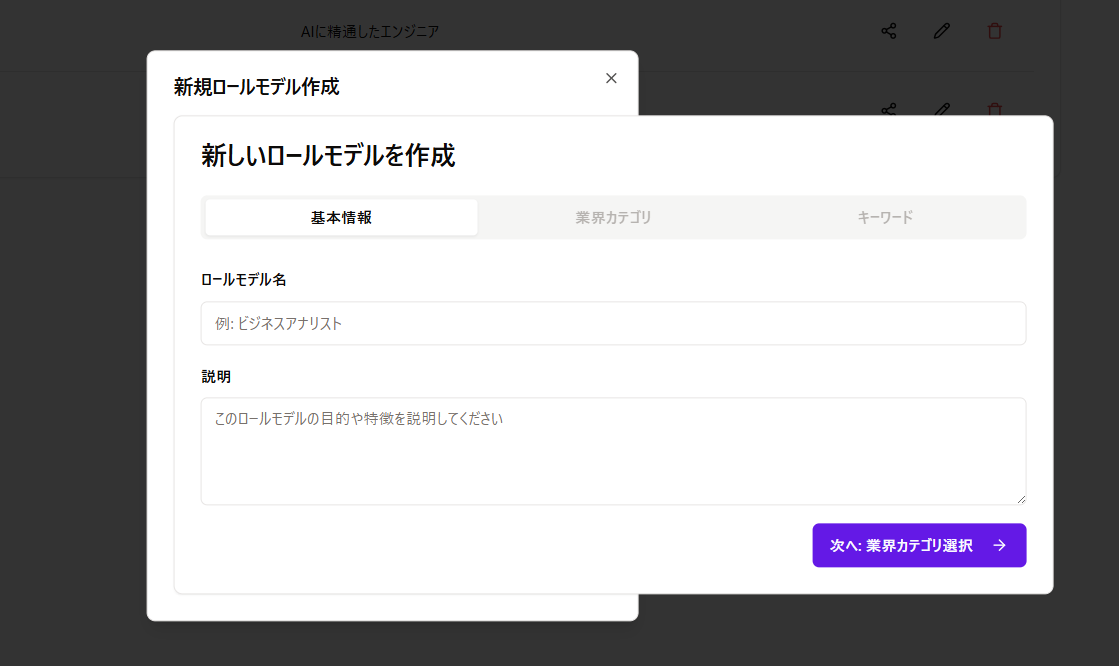 AIに精通したエンジニア
新規ロールモデル作成
新しいロールモデルを作成
基本情報 業界カテゴリ キーワード
ロールモデル名
例: ビジネスアナリスト
説明
このロールモデルの目的や特徴を説明してください
次へ: 業界カテゴリ選択 →